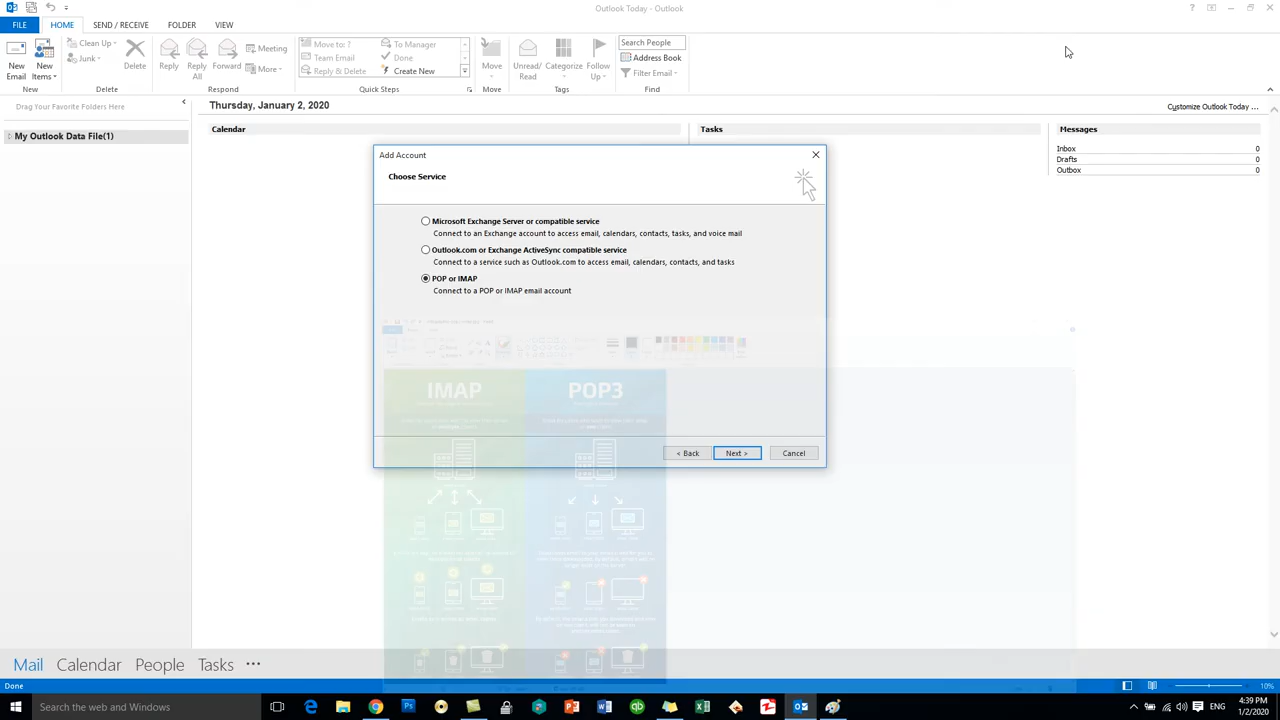 Outlook Today - Outlook
FILE HOME SEND / RECEIVE FOLDER VIEW
New Email
New Items
New
Clean Up
Junk
Delete
Delete
Reply
Reply All
Forward
Meeting
More
Respond
Move to: ?
Team Email
Reply & Delete
To Manager
Done
Create New
Quick Steps
Move
Move
Unread/ Read
Categorize
Follow Up
Tags
Search People
Address Book
Filter Email
Find
Drag Your Favorite Folders Here
My Outlook Data File(1)
Thursday, January 2, 2020
Customize Outlook Today ...
Calendar
Tasks
Messages
Inbox 0
Drafts 0
Outbox 0
Add Account
Choose Service
Microsoft Exchange Server or compatible service
Connect to an Exchange account to access email, calendars, contacts, tasks, and voice mail
Outlook.com or Exchange ActiveSync compatible service
Connect to a service such as Outlook.com to access email, calendars, contacts, and tasks
POP or IMAP
Connect to a POP or IMAP email account
IMAP POP3
< Back Next > Cancel
Mail Calendar People Tasks ...
Done
10%
Search the web and Windows
ENG
4:39 PM
1/2/2020